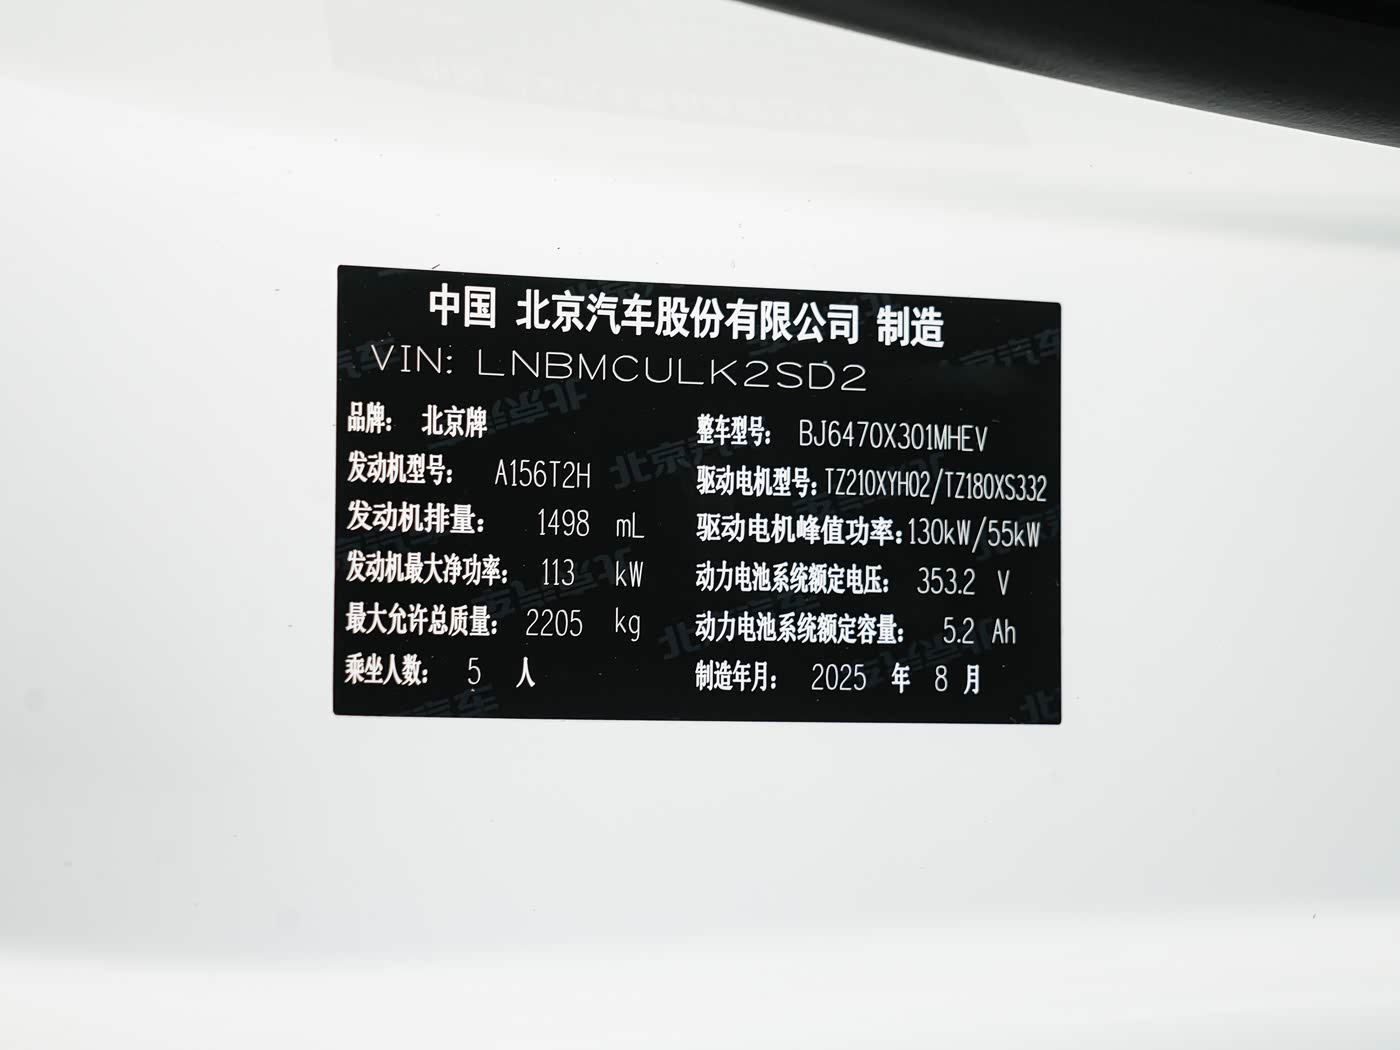 中国 北京汽车股份有限公司 制造
VIN: LNBMCULK2SD2
品牌: 北京牌
整车型号: BJ6470X301MHEV
发动机型号: A156T2H
驱动电机型号: TZ210XYH02/TZ180XS332
发动机排量: 1498 mL
驱动电机峰值功率: 130kW/55kW
发动机最大净功率: 113 kW
动力电池系统额定电压: 353.2 V
最大允许总质量: 2205 kg
动力电池系统额定容量: 5.2 Ah
乘坐人数: 5 人
制造年月: 2025 年 8 月